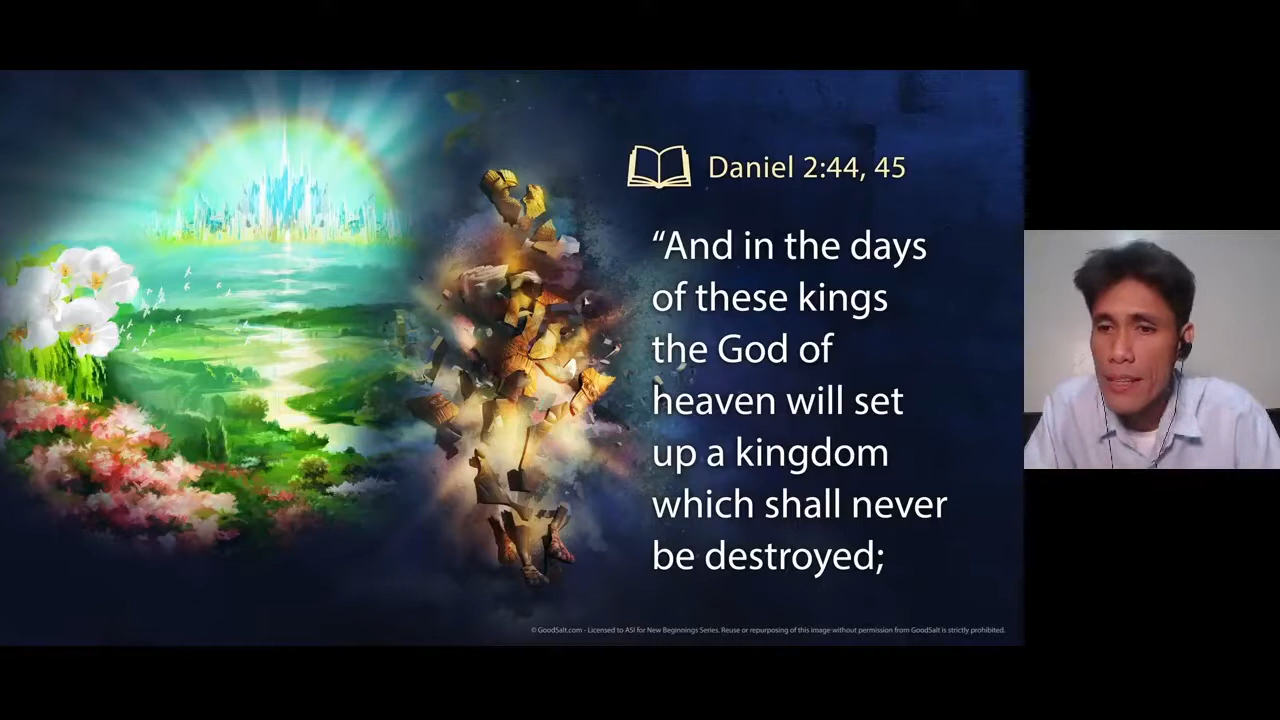 Daniel 2:44, 45
“And in the days
of these kings
the God of
heaven will set
up a kingdom
which shall never
be destroyed;
© GoodSalt.com - Licensed to ASI for New Beginnings Series. Reuse or repurposing of this image without permission from GoodSalt is strictly prohibited.